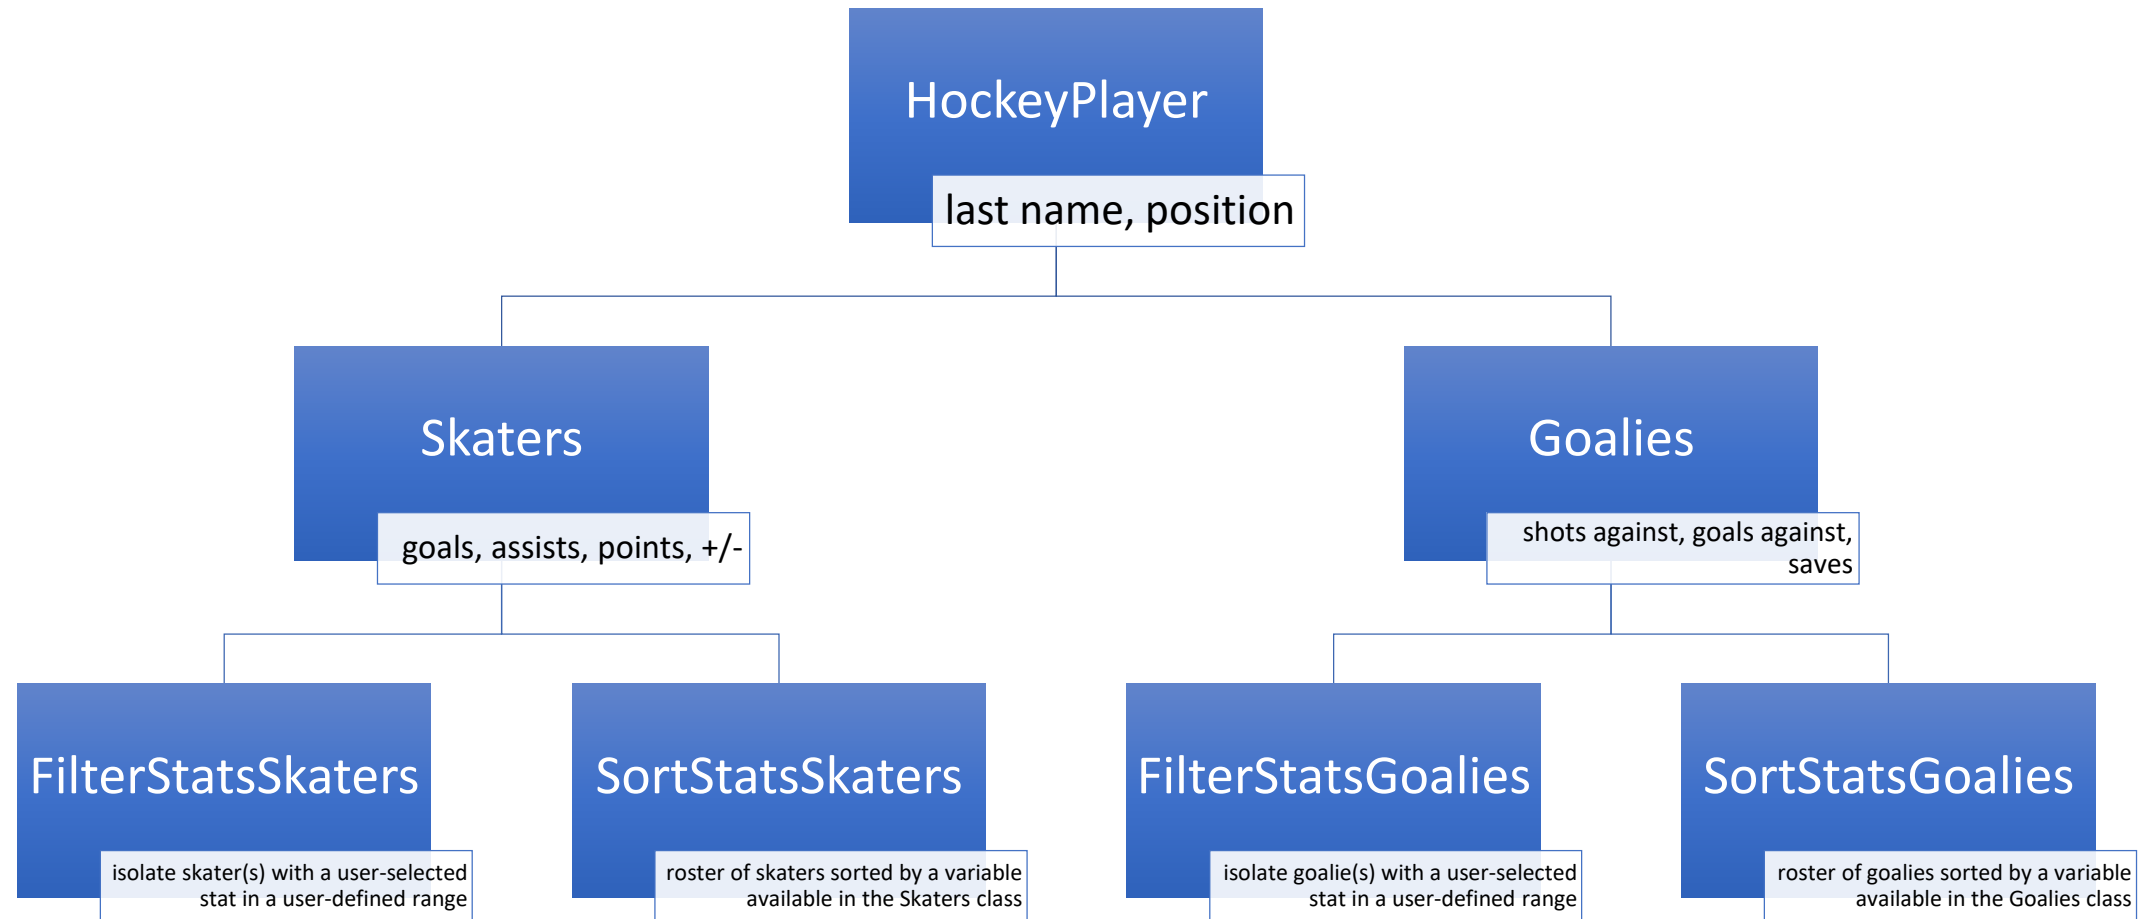 HockeyPlayer
last name, position
Skaters
goals, assists, points, +/-
Goalies
shots against, goals against,
saves
FilterStatsSkaters
isolate skater(s) with a user-selected
stat in a user-defined range
SortStatsSkaters
roster of skaters sorted by a variable
available in the Skaters class
FilterStatsGoalies
isolate goalie(s) with a user-selected
stat in a user-defined range
SortStatsGoalies
roster of goalies sorted by a variable
available in the Goalies class